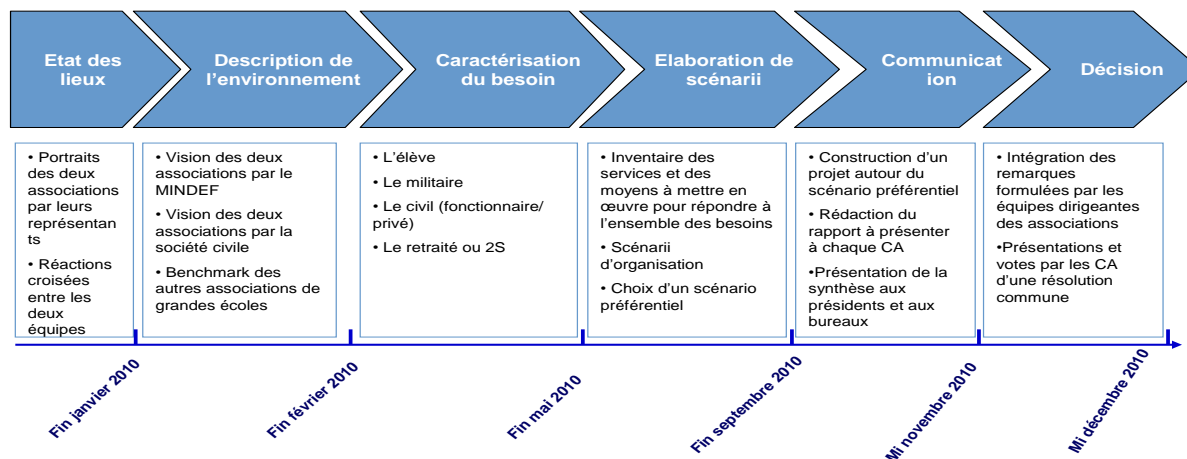 Etat des
lieux
Description de
l'environnement
Caractérisation
du besoin
Elaboration de
scénarii
Communicat
ion
Décision
• Portraits
des deux
associations
par leurs
représentan
ts
• Réactions
croisées
entre les
deux
équipes
• Vision des deux
associations par le
MINDEF
• Vision des deux
associations par la
société civile
• Benchmark des
autres associations de
grandes écoles
• L'élève
• Le militaire
• Le civil (fonctionnaire/
privé)
• Le retraité ou 2S
• Inventaire des
services et des
moyens à mettre en
œuvre pour répondre à
l'ensemble des besoins
• Scénarii
d'organisation
• Choix d'un scénario
préférentiel
• Construction d'un
projet autour du
scénario préférentiel
• Rédaction du
rapport à présenter
à chaque CA
•Présentation de la
synthèse aux
présidents et aux
bureaux
• Intégration des
remarques
formulées par les
équipes dirigeantes
des associations
•Présentations et
votes par les CA
d'une résolution
commune
Fin janvier 2010
Fin février 2010
Fin mai 2010
Fin septembre 2010
Mi novembre 2010
Mi décembre 2010